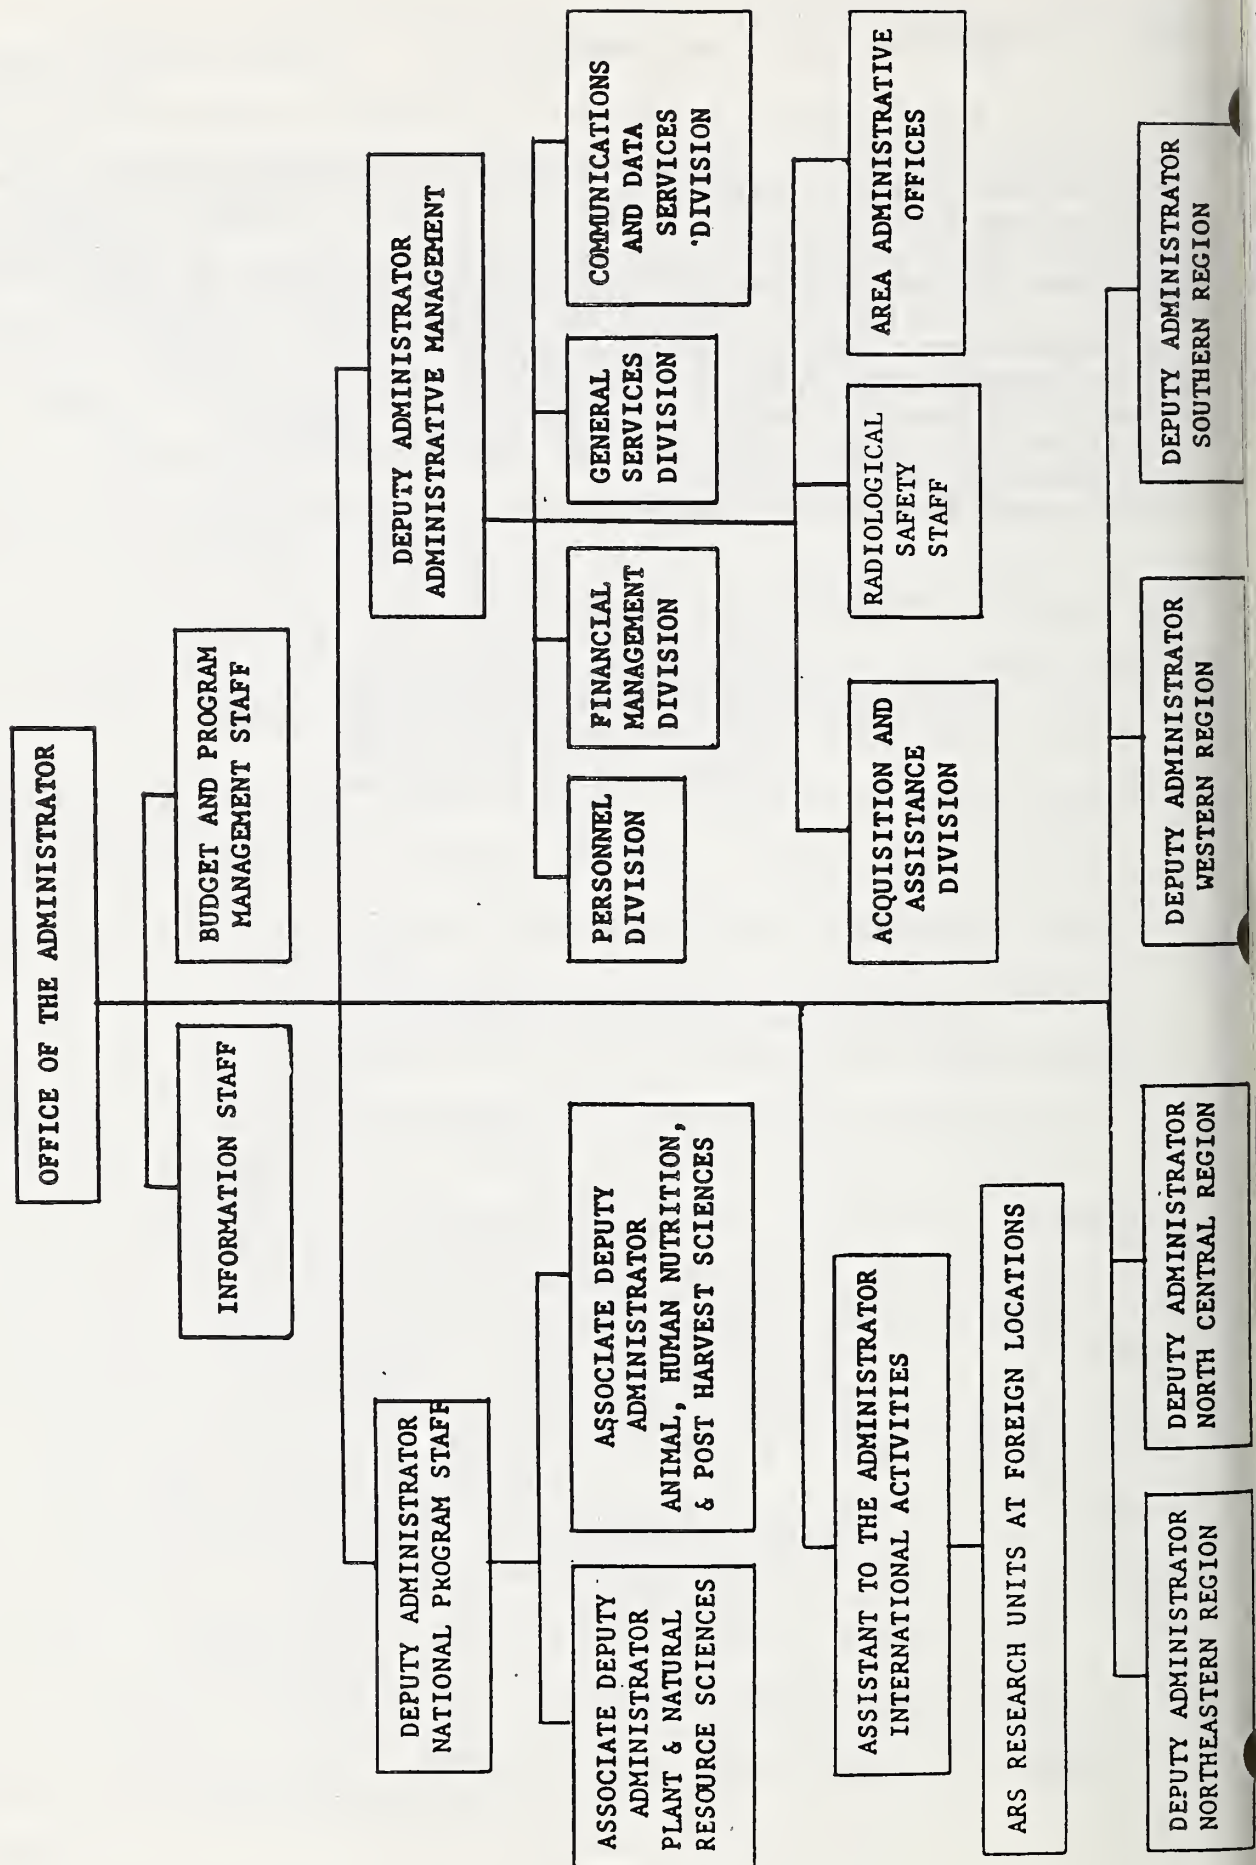 OFFICE OF THE ADMINISTRATOR
INFORMATION STAFF
BUDGET AND PROGRAM
MANAGEMENT STAFF
DEPUTY ADMINISTRATOR
NATIONAL PROGRAM STAFF
DEPUTY ADMINISTRATOR
ADMINISTRATIVE MANAGEMENT
ASSOCIATE DEPUTY
ADMINISTRATOR
PLANT & NATURAL
RESOURCE SCIENCES
ASSOCIATE DEPUTY
ADMINISTRATOR
ANIMAL, HUMAN NUTRITION,
& POST HARVEST SCIENCES
PERSONNEL
DIVISION
FINANCIAL
MANAGEMENT
DIVISION
GENERAL
SERVICES
DIVISION
COMMUNICATIONS
AND DATA
SERVICES
DIVISION
ASSISTANT TO THE ADMINISTRATOR
INTERNATIONAL ACTIVITIES
ARS RESEARCH UNITS AT FOREIGN LOCATIONS
ACQUISITION AND
ASSISTANCE
DIVISION
RADIOLOGICAL
SAFETY
STAFF
AREA ADMINISTRATIVE
OFFICES
DEPUTY ADMINISTRATOR
NORTHEASTERN REGION
DEPUTY ADMINISTRATOR
NORTH CENTRAL REGION
DEPUTY ADMINISTRATOR
WESTERN REGION
DEPUTY ADMINISTRATOR
SOUTHERN REGION